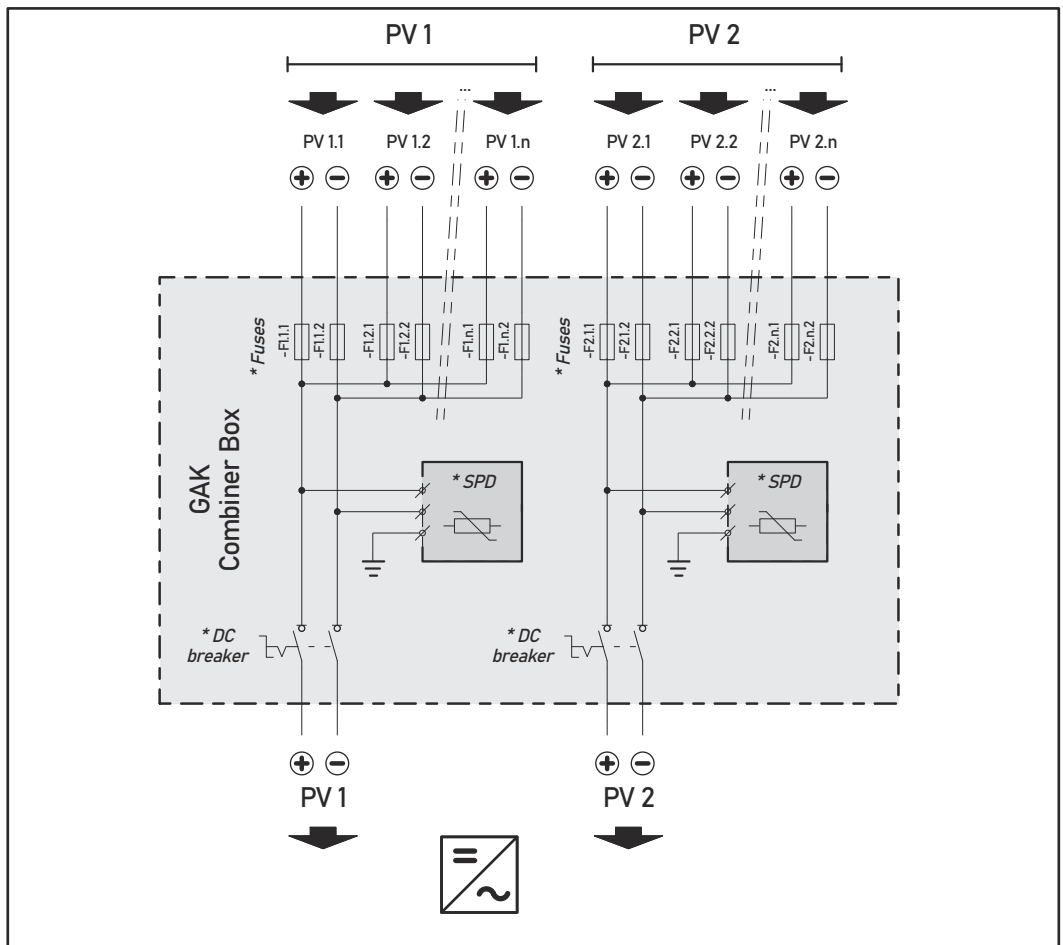 PV 1
PV 2
...
...
PV 1.1
PV 1.2
PV 1.n
PV 2.1
PV 2.2
PV 2.n
* Fuses
-F1.1.1
-F1.1.2
-F1.2.1
-F1.2.2
-F1.n.1
-F1.n.2
* Fuses
-F2.1.1
-F2.1.2
-F2.2.1
-F2.2.2
-F2.n.1
-F2.n.2
GAK
Combiner Box
* SPD
* SPD
* DC
breaker
* DC
breaker
PV 1
PV 2